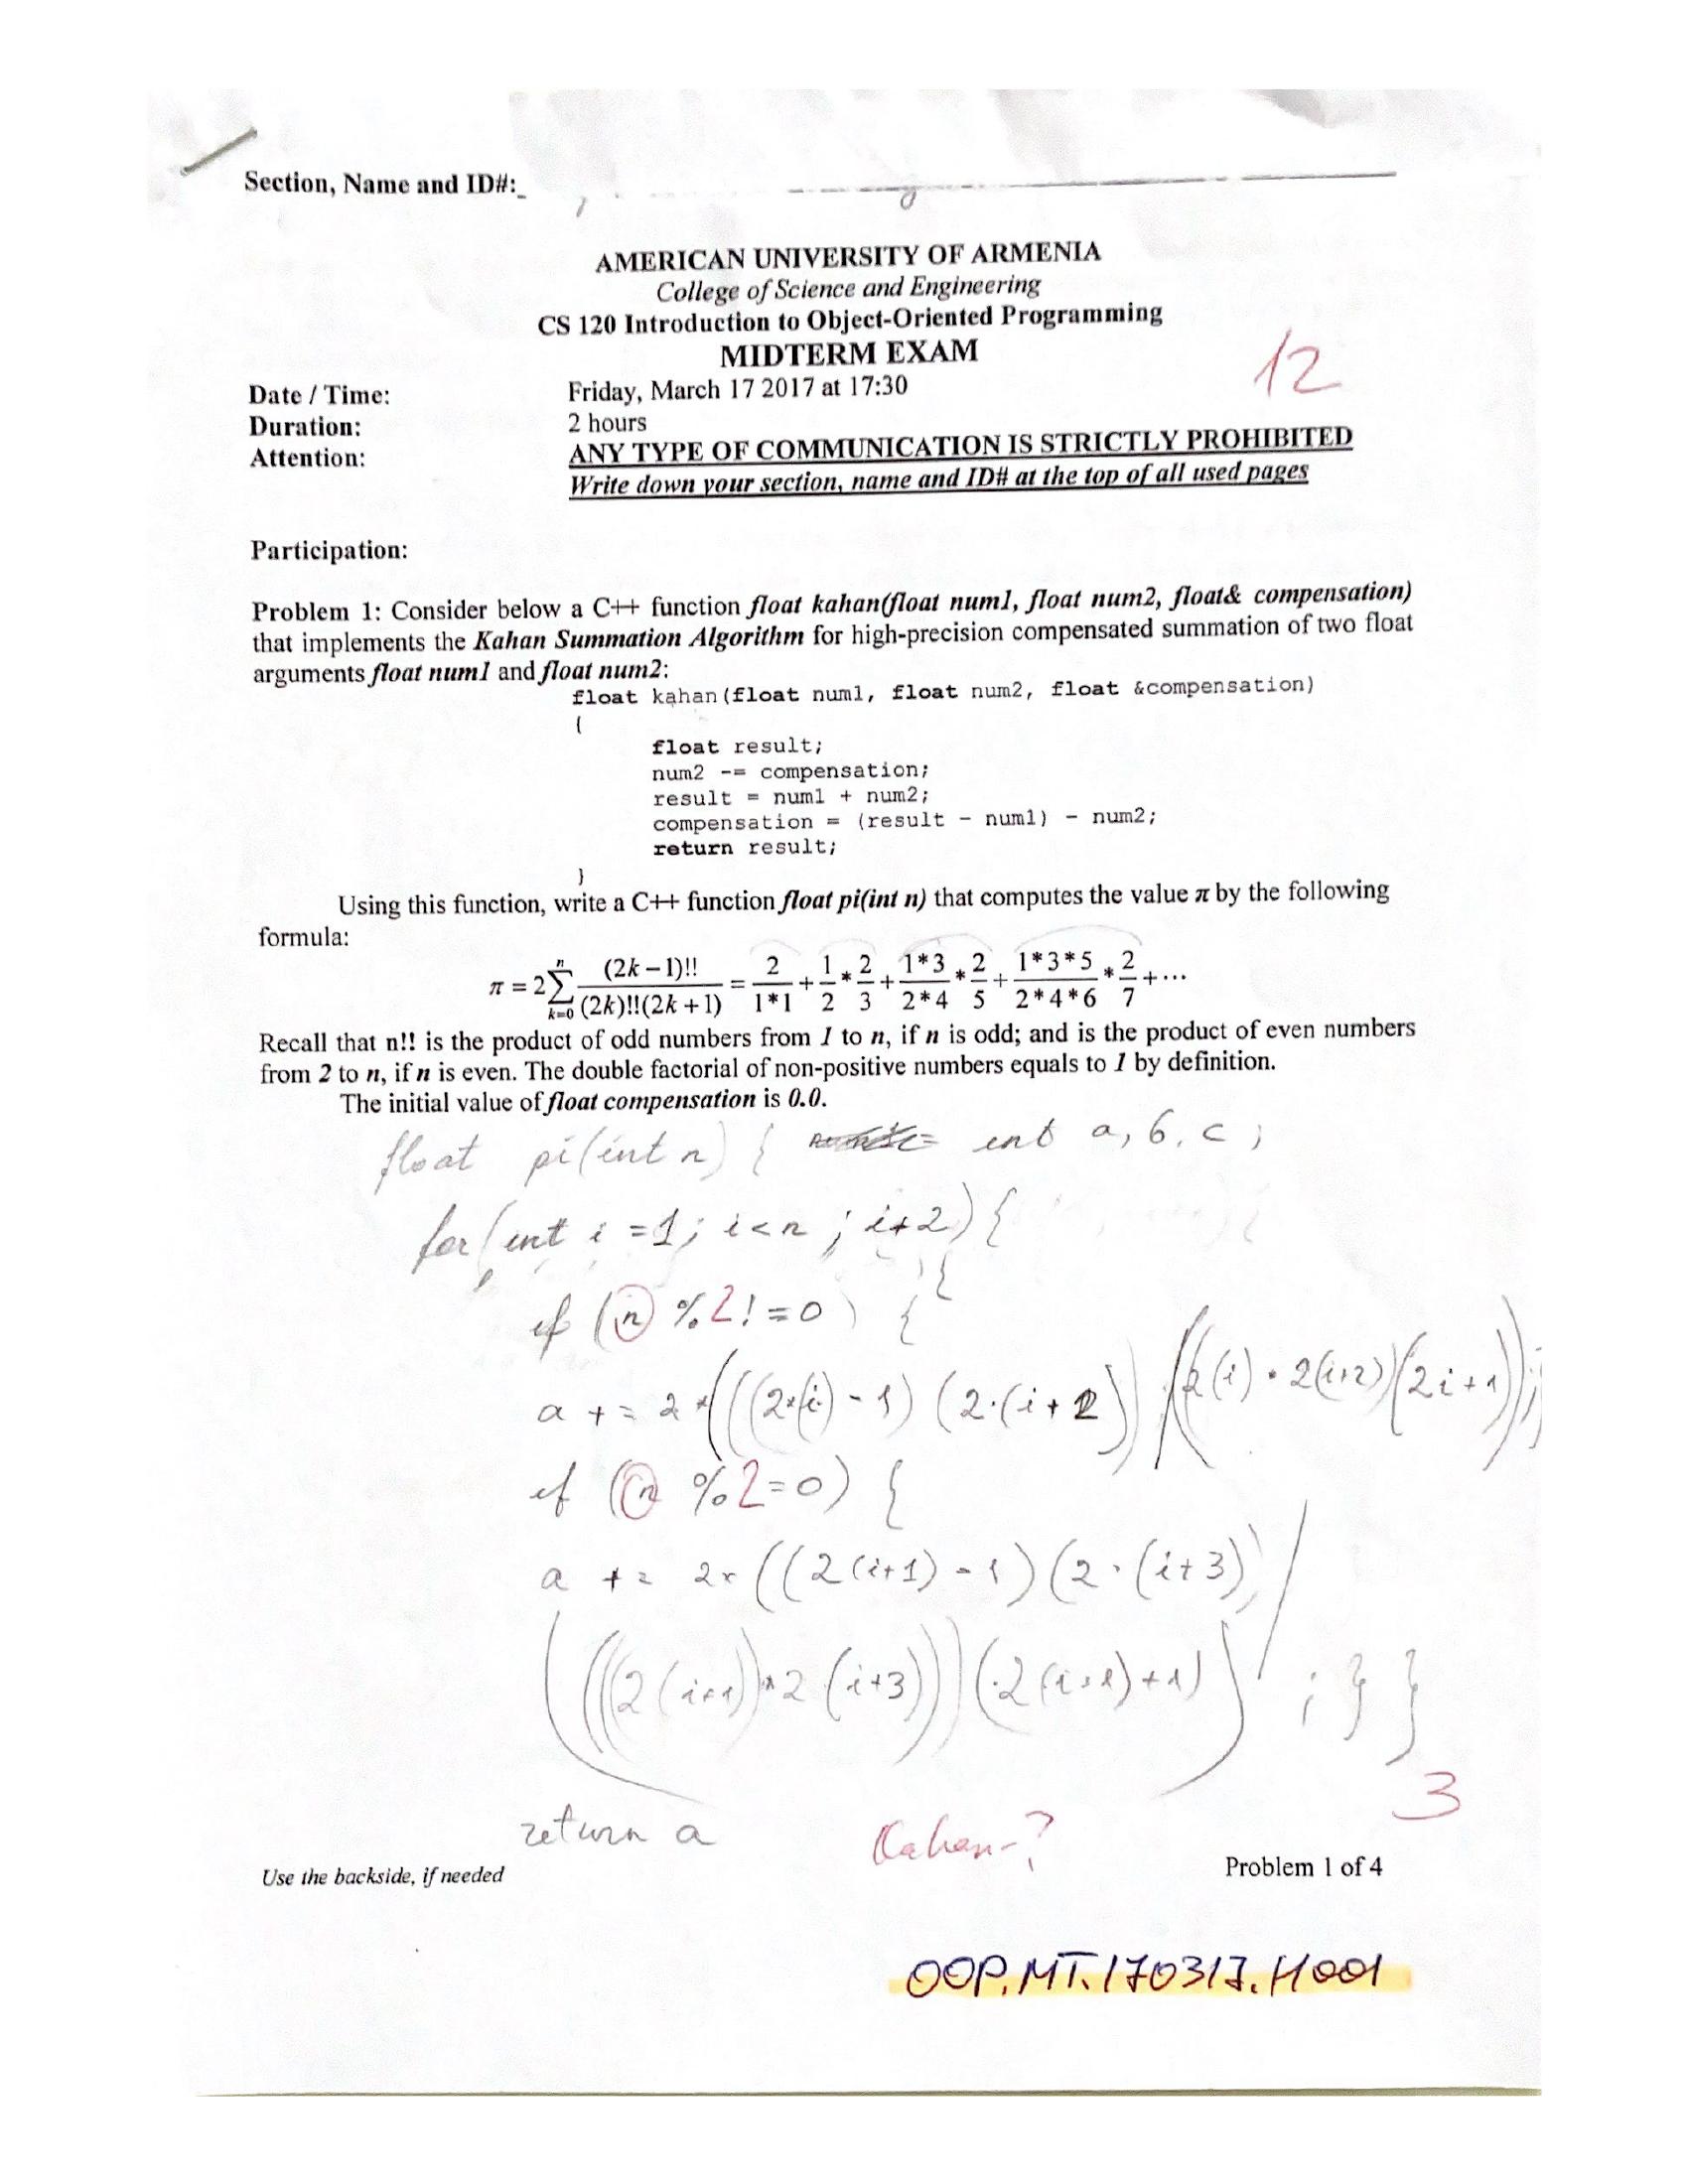 Section, Name and ID#:
AMERICAN UNIVERSITY OF ARMENIA
College of Science and Engineering
CS 120 Introduction to Object-Oriented Programming
MIDTERM EXAM
12
Date / Time: Friday, March 17 2017 at 17:30
Duration: 2 hours
Attention: ANY TYPE OF COMMUNICATION IS STRICTLY PROHIBITED
Write down your section, name and ID# at the top of all used pages
Participation:
Problem 1: Consider below a C++ function float kahan(float num1, float num2, float& compensation)
that implements the Kahan Summation Algorithm for high-precision compensated summation of two float
arguments float num1 and float num2:
float kahan(float num1, float num2, float &compensation)
{
float result;
num2 -= compensation;
result = num1 + num2;
compensation = (result - num1) - num2;
return result;
}
Using this function, write a C++ function float pi(int n) that computes the value π by the following
formula:
π = 2∑_{k=0}^{n} (2k-1)!! / (2k)!!(2k+1) = 2/1*1 + 1/2 * 2/3 + 1*3/2*4 * 2/5 + 1*3*5/2*4*6 * 2/7 + ...
Recall that n!! is the product of odd numbers from 1 to n, if n is odd; and is the product of even numbers
from 2 to n, if n is even. The double factorial of non-positive numbers equals to 1 by definition.
The initial value of float compensation is 0.0.
float pi(int n) { int a, b, c ;
for(int i =1; i<n ; i+2) {
{
if (n %2!=0) {
a += 2*(((2*(i)-1) (2·(i+2)) / ((2(i)·2(i+2)(2i+1));
if (n %2=0) {
a += 2*((2(i+1)-1)(2·(i+3) /
(((2(i+1))*2(i+3)))(2(i+1)+1) ; } }
3
return a Kahan-?
Use the backside, if needed Problem 1 of 4
OOP.MT.170317.H001